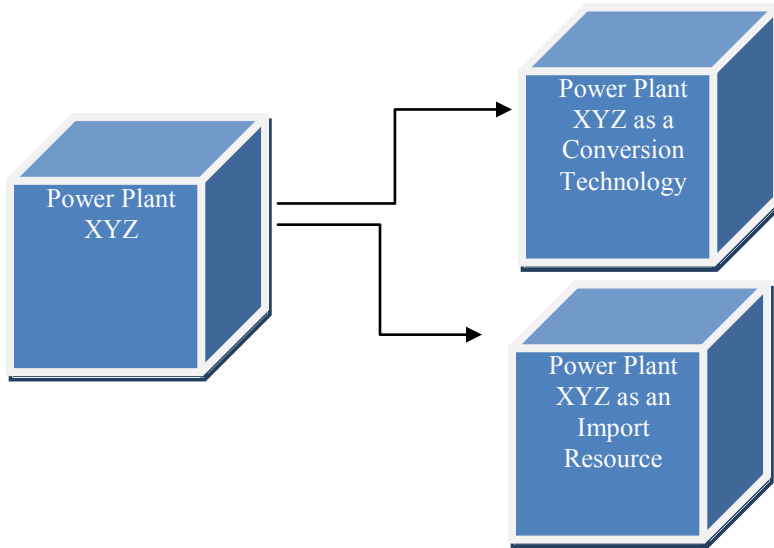 Power Plant
XYZ
Power Plant
XYZ as a
Conversion
Technology
Power Plant
XYZ as an
Import
Resource